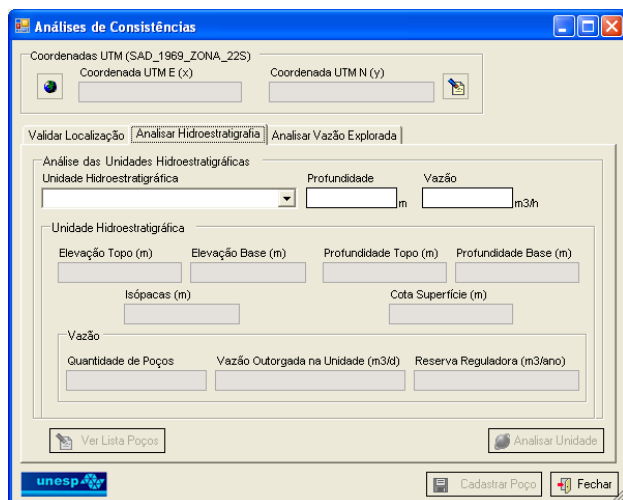 Análises de Consistências
Coordenadas UTM (SAD_1969_ZONA_22S)
Coordenada UTM E (x) Coordenada UTM N (y)
Validar Localização Analisar Hidroestratigrafia Analisar Vazão Explorada
Análise das Unidades Hidroestratigráficas
Unidade Hidroestratigráfica Profundidade Vazão
m m3/h
Unidade Hidroestratigráfica
Elevação Topo (m) Elevação Base (m) Profundidade Topo (m) Profundidade Base (m)
Isópacas (m) Cota Superfície (m)
Vazão
Quantidade de Poços Vazão Outorgada na Unidade (m3/d) Reserva Reguladora (m3/ano)
Ver Lista Poços Analisar Unidade
unesp Cadastrar Poço Fechar